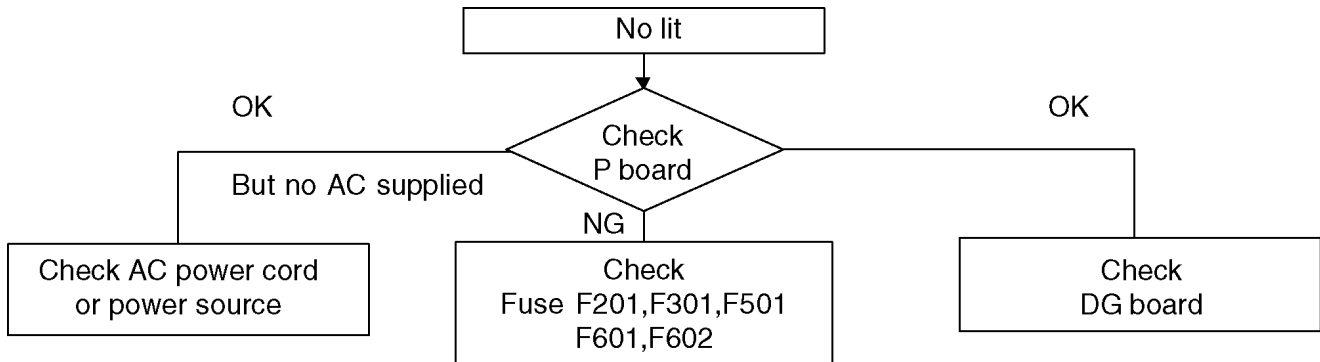 No lit
OK
OK
Check
P board
But no AC supplied
NG
Check AC power cord
or power source
Check
Fuse F201,F301,F501
F601,F602
Check
DG board